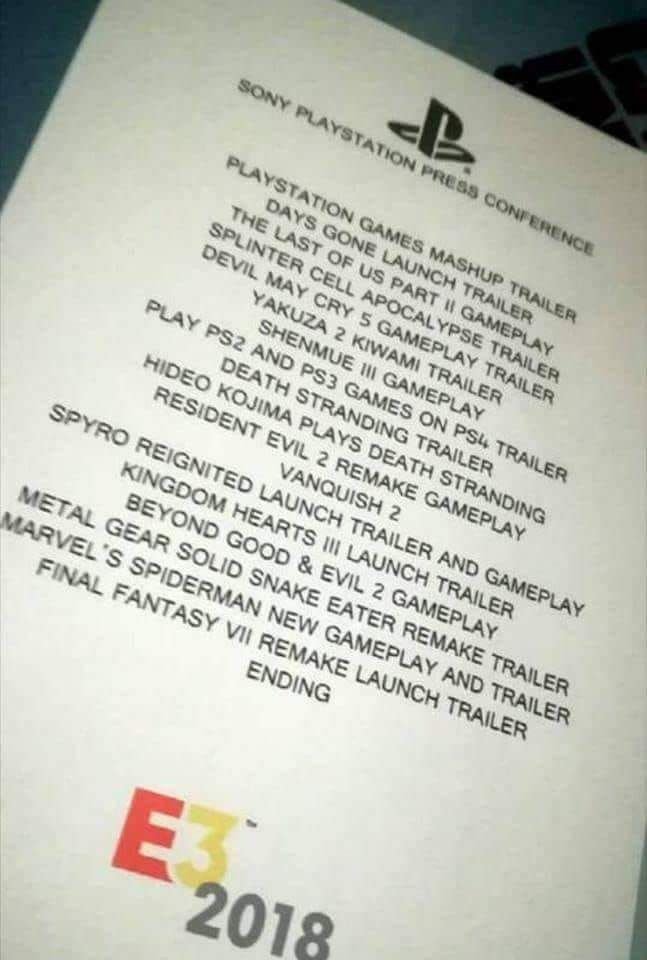 SONY PLAYSTATION PRESS CONFERENCE
PLAYSTATION GAMES MASHUP TRAILER
DAYS GONE LAUNCH TRAILER
THE LAST OF US PART II GAMEPLAY
SPLINTER CELL APOCALYPSE TRAILER
DEVIL MAY CRY 5 GAMEPLAY TRAILER
YAKUZA 2 KIWAMI TRAILER
SHENMUE III GAMEPLAY
PLAY PS2 AND PS3 GAMES ON PS4 TRAILER
DEATH STRANDING TRAILER
HIDEO KOJIMA PLAYS DEATH STRANDING
RESIDENT EVIL 2 REMAKE GAMEPLAY
VANQUISH 2
SPYRO REIGNITED LAUNCH TRAILER AND GAMEPLAY
KINGDOM HEARTS III LAUNCH TRAILER
BEYOND GOOD & EVIL 2 GAMEPLAY
METAL GEAR SOLID SNAKE EATER REMAKE TRAILER
MARVEL'S SPIDERMAN NEW GAMEPLAY AND TRAILER
FINAL FANTASY VII REMAKE LAUNCH TRAILER
ENDING
E3™
2018